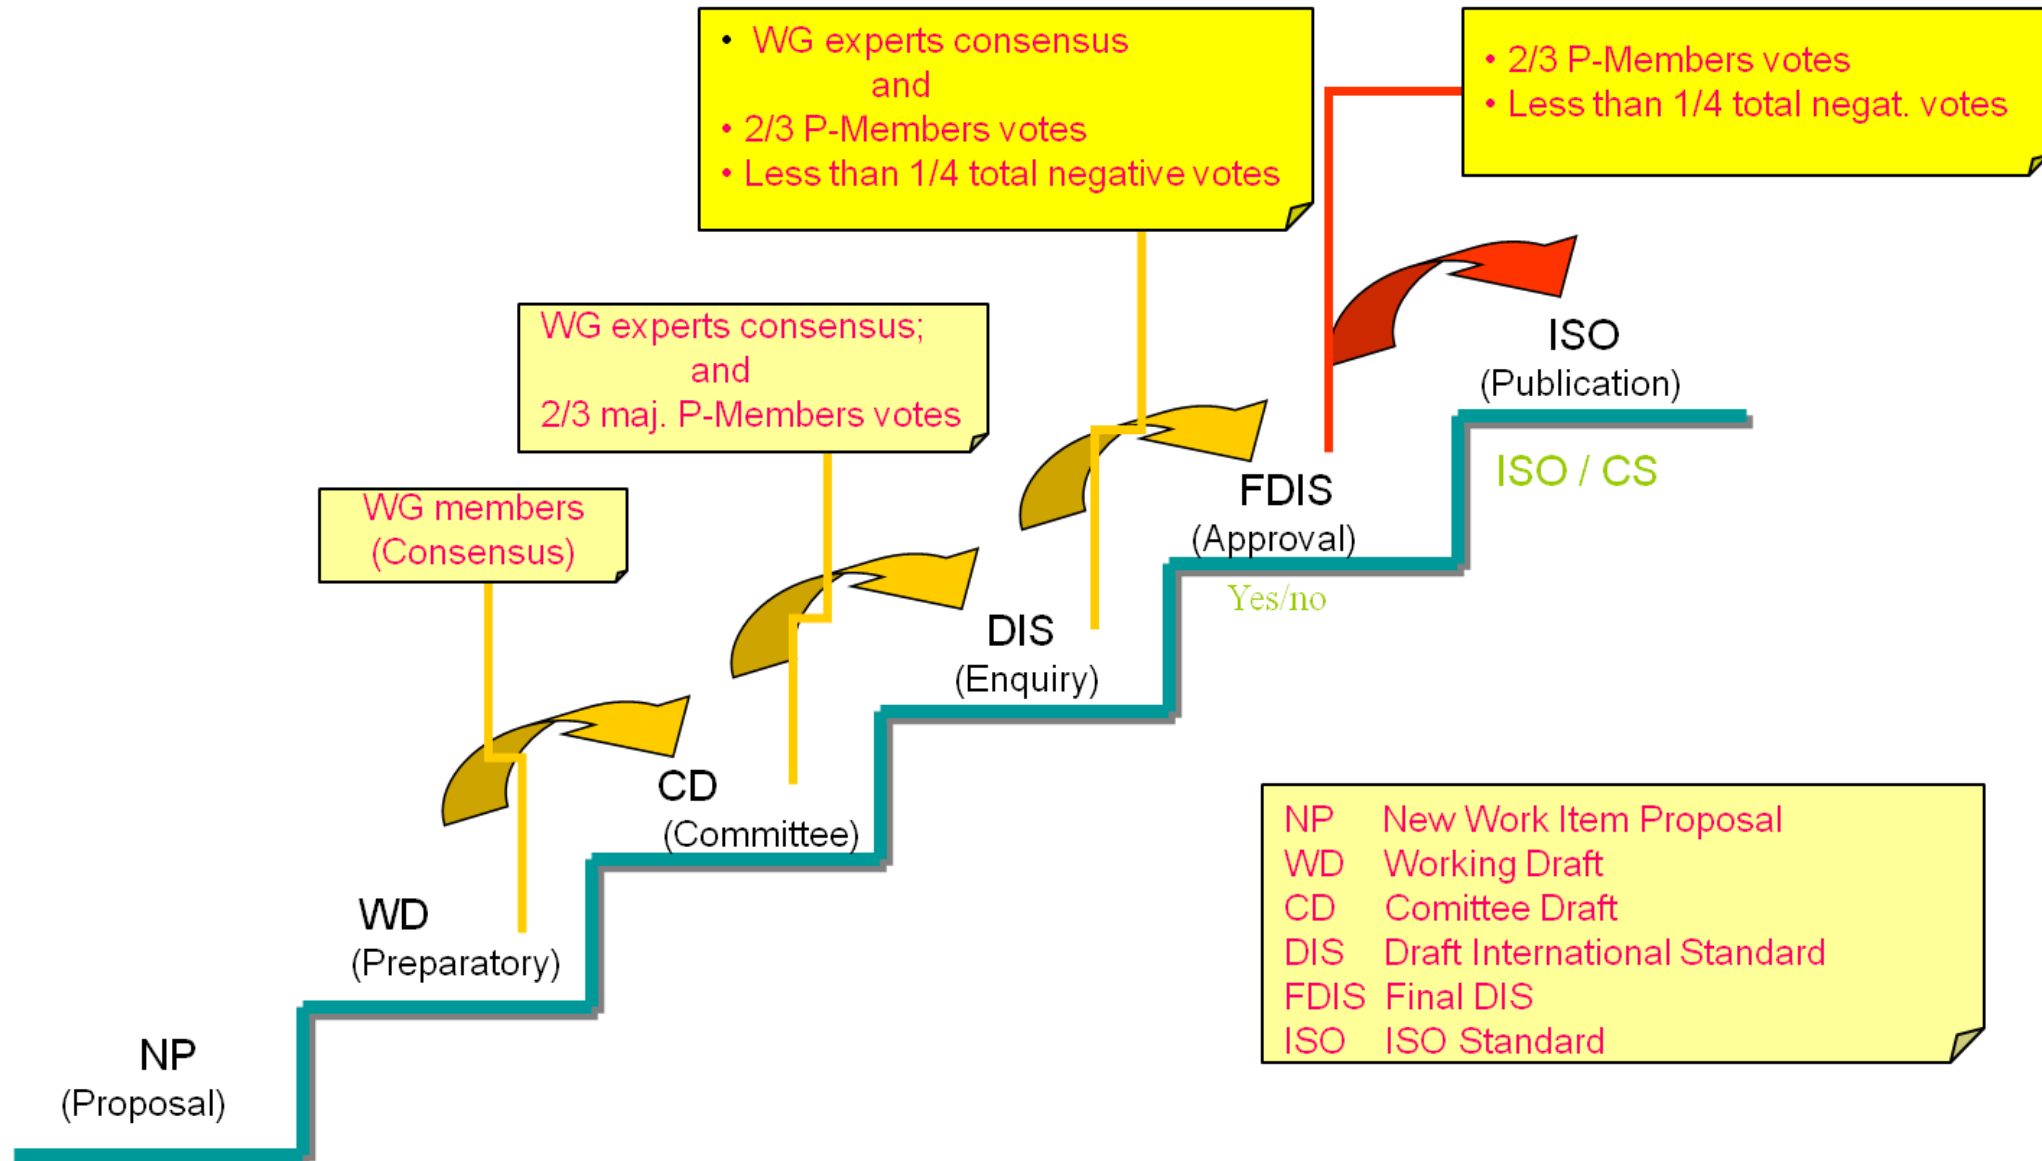 • WG experts consensus
and
• 2/3 P-Members votes
• Less than 1/4 total negative votes
• 2/3 P-Members votes
• Less than 1/4 total negat. votes
WG experts consensus;
and
2/3 maj. P-Members votes
WG members
(Consensus)
ISO
(Publication)
ISO / CS
FDIS
(Approval)
Yes/no
DIS
(Enquiry)
CD
(Committee)
WD
(Preparatory)
NP
(Proposal)
NP New Work Item Proposal
WD Working Draft
CD Comittee Draft
DIS Draft International Standard
FDIS Final DIS
ISO ISO Standard